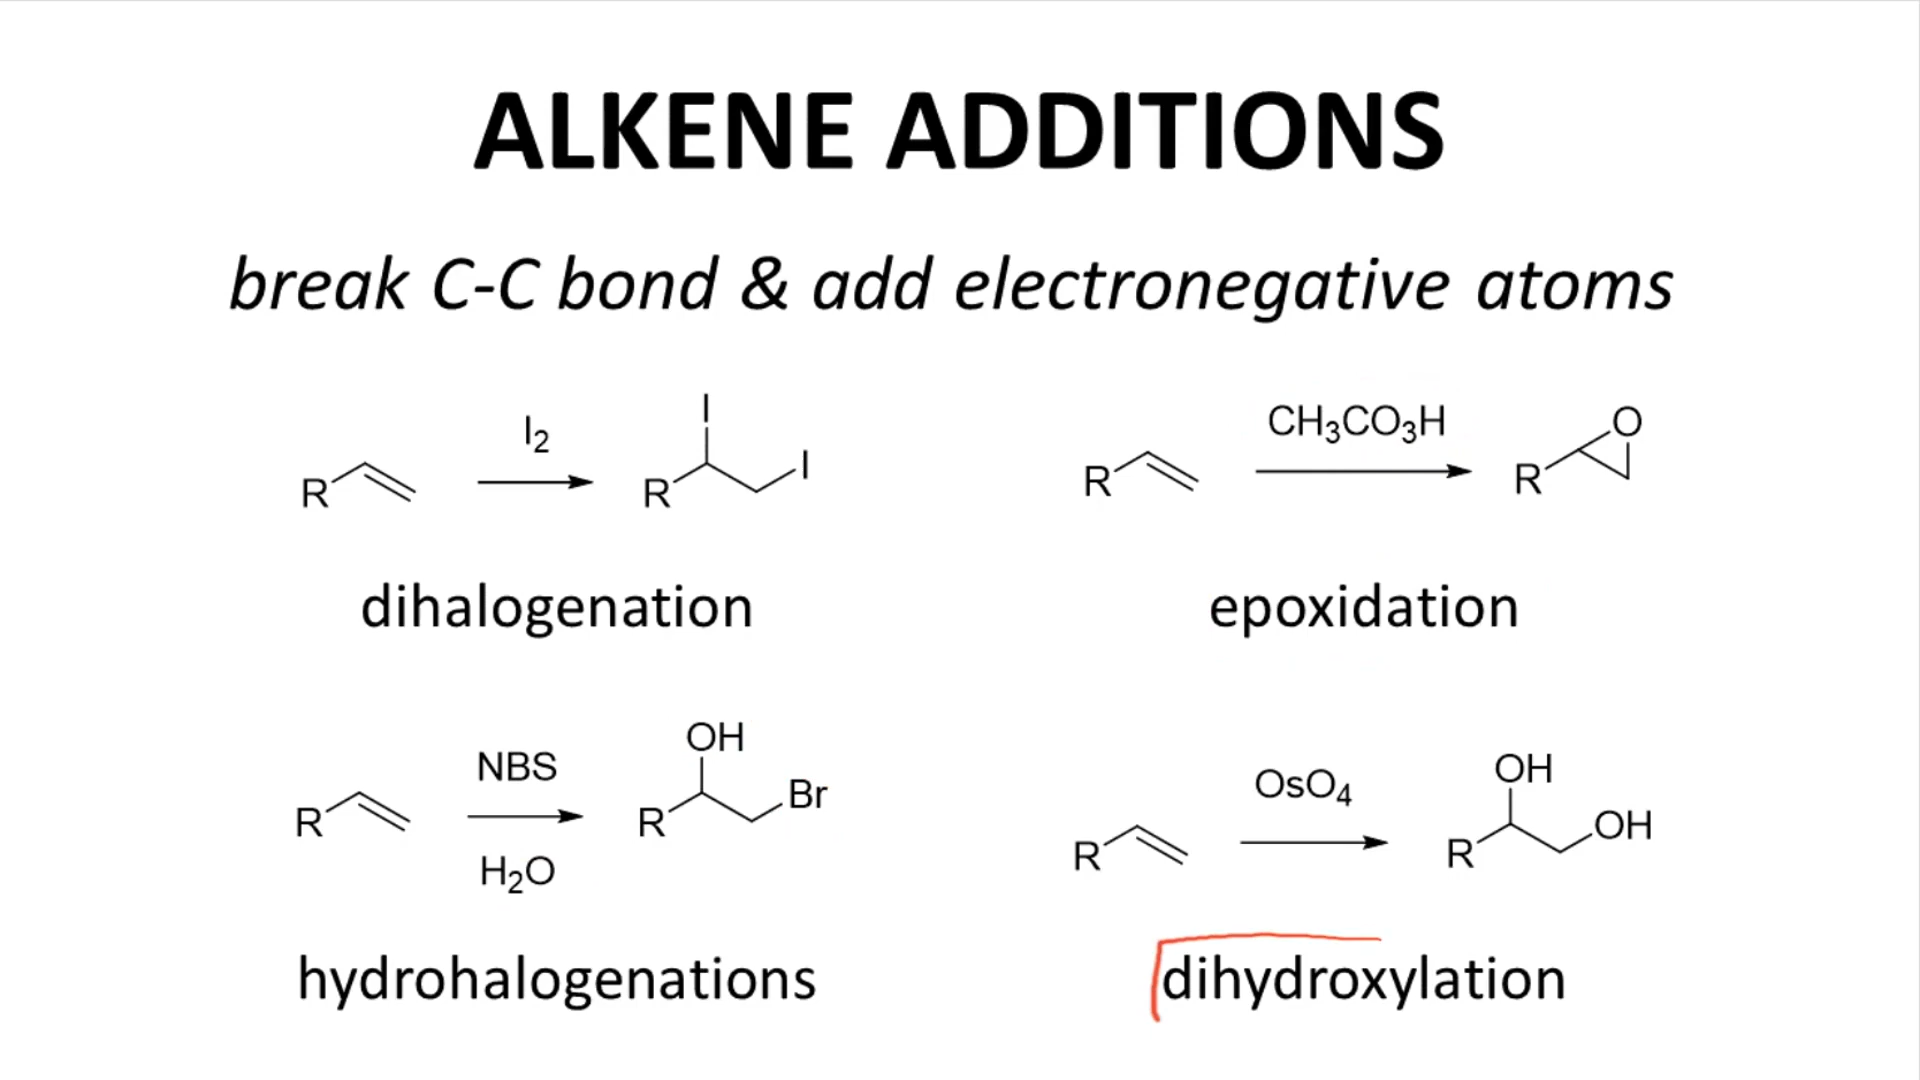 ALKENE ADDITIONS
break C-C bond & add electronegative atoms
R
I₂
R
I
I
dihalogenation
R
CH₃CO₃H
R
O
epoxidation
R
NBS
H₂O
R
OH
Br
hydrohalogenations
R
OsO₄
R
OH
OH
dihydroxylation